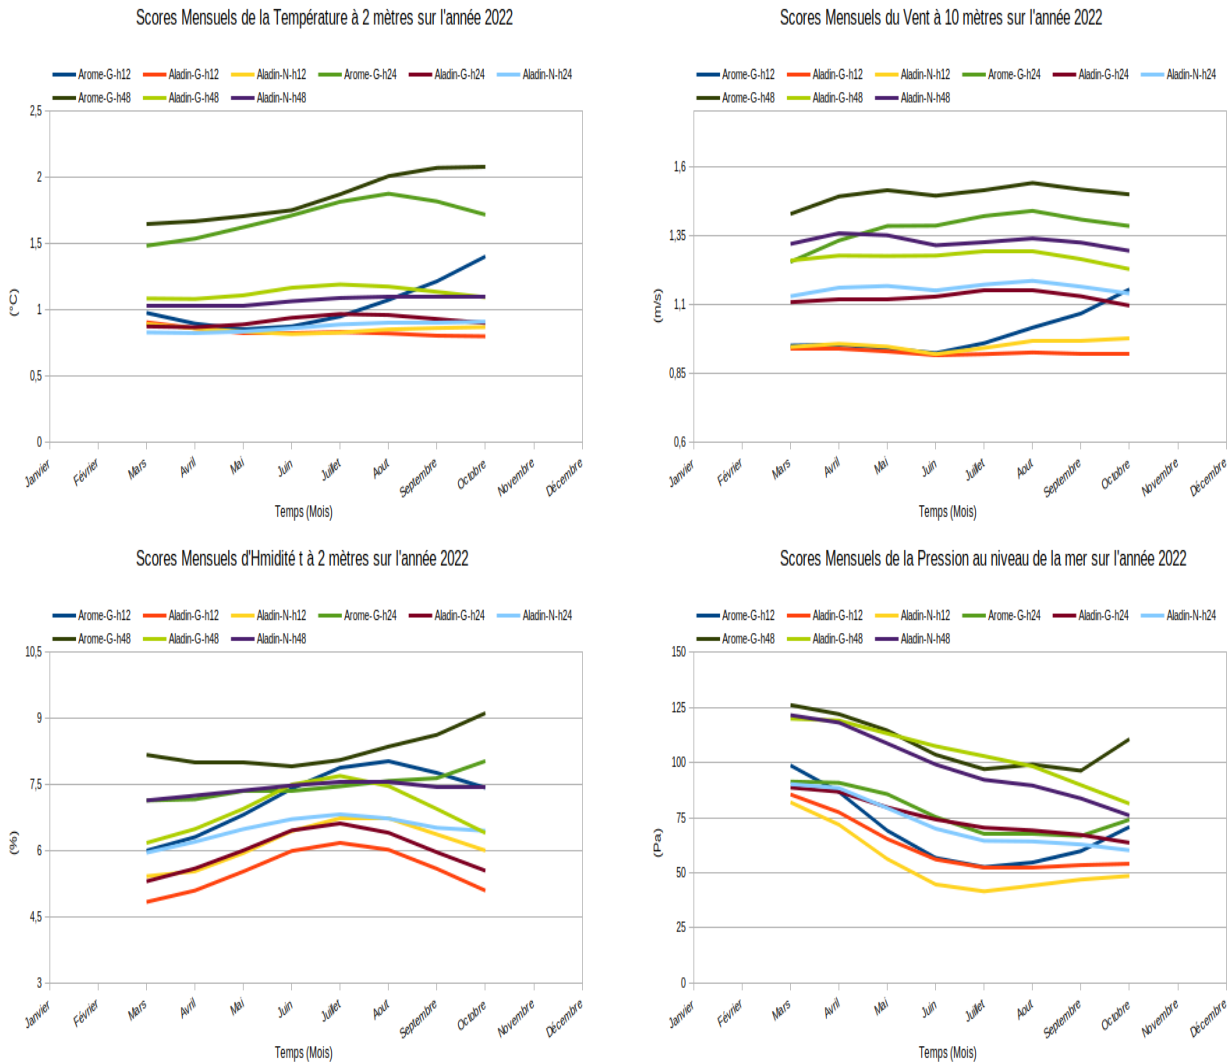 Scores Mensuels de la Température à 2 mètres sur l'année 2022
Arome-G-h12 Aladin-G-h12 Aladin-N-h12 Arome-G-h24 Aladin-G-h24 Aladin-N-h24
Arome-G-h48 Aladin-G-h48 Aladin-N-h48
2,5
2
1,5
1
0,5
0
(°C)
Janvier Février Mars Avril Mai Juin Juillet Aout Septembre Octobre Novembre Décembre
Temps (Mois)
Scores Mensuels du Vent à 10 mètres sur l'année 2022
Arome-G-h12 Aladin-G-h12 Aladin-N-h12 Arome-G-h24 Aladin-G-h24 Aladin-N-h24
Arome-G-h48 Aladin-G-h48 Aladin-N-h48
1,6
1,35
1,1
0,85
0,6
(m/s)
Janvier Février Mars Avril Mai Juin Juillet Aout Septembre Octobre Novembre Décembre
Temps (Mois)
Scores Mensuels d'Hmidité t à 2 mètres sur l'année 2022
Arome-G-h12 Aladin-G-h12 Aladin-N-h12 Arome-G-h24 Aladin-G-h24 Aladin-N-h24
Arome-G-h48 Aladin-G-h48 Aladin-N-h48
10,5
9
7,5
6
4,5
3
(%)
Janvier Février Mars Avril Mai Juin Juillet Aout Septembre Octobre Novembre Décembre
Temps (Mois)
Scores Mensuels de la Pression au niveau de la mer sur l'année 2022
Arome-G-h12 Aladin-G-h12 Aladin-N-h12 Arome-G-h24 Aladin-G-h24 Aladin-N-h24
Arome-G-h48 Aladin-G-h48 Aladin-N-h48
150
125
100
75
50
25
0
(Pa)
Janvier Février Mars Avril Mai Juin Juillet Aout Septembre Octobre Novembre Décembre
Temps (Mois)